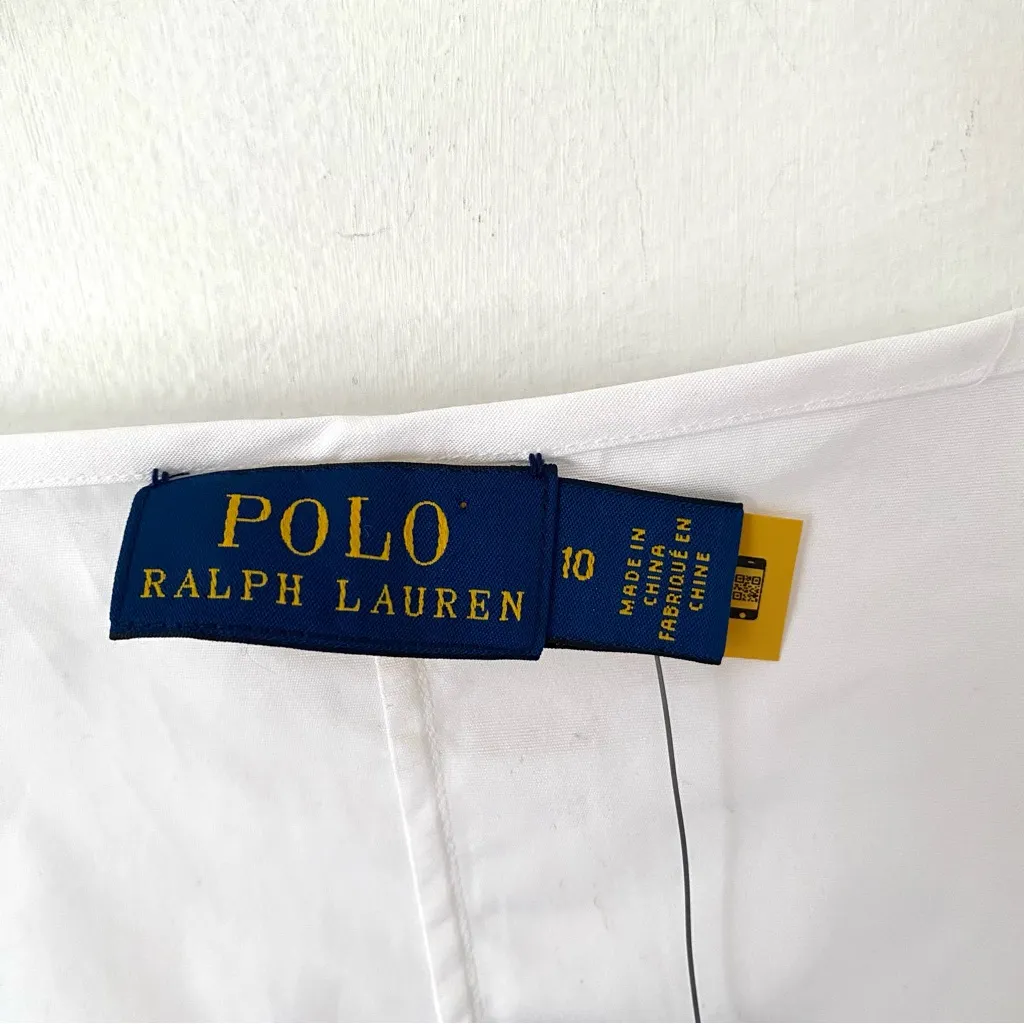 POLO
RALPH LAUREN
10
MADE IN
CHINA
FABRIQUÉ EN
CHINE